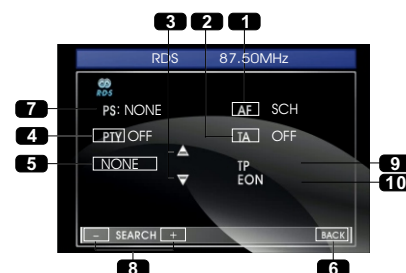 3 2 1
RDS 87.50MHz
RDS
7 PS: NONE AF SCH
4 PTY OFF TA OFF
5 NONE TP 9
EON 10
− SEARCH + BACK
8 6